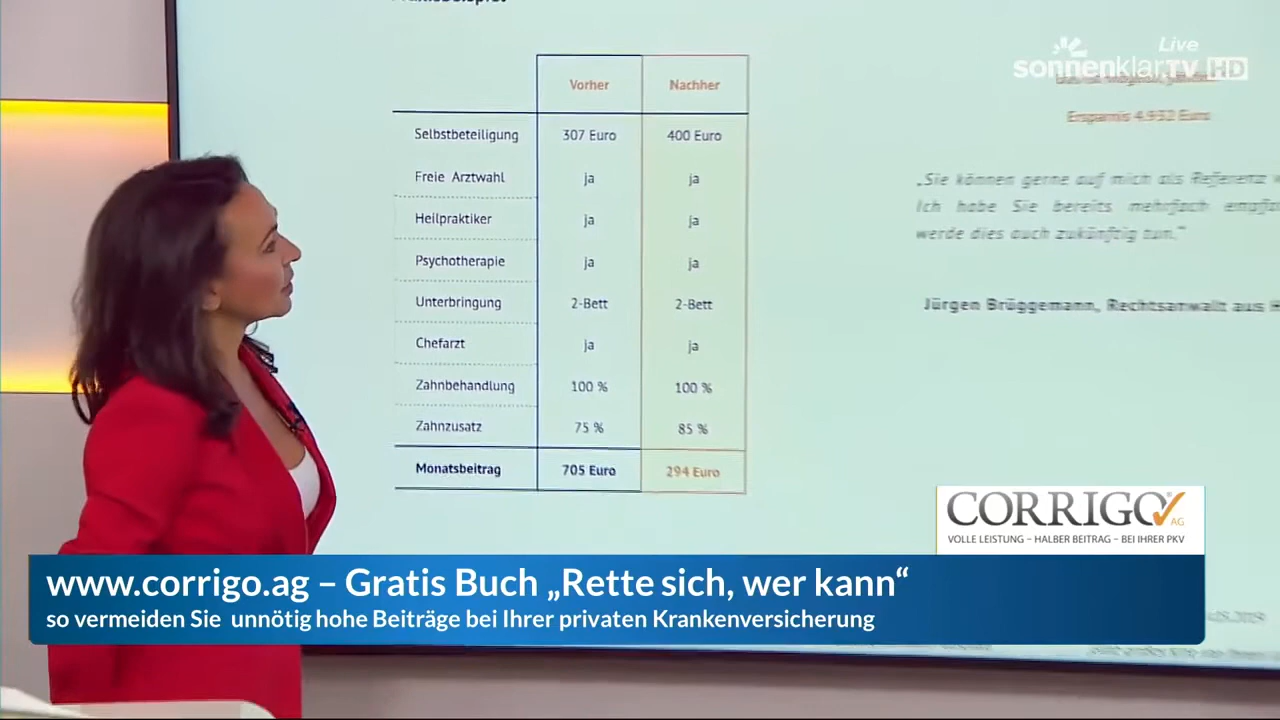 Live
sonnenklar.TV HD
Vorher Nachher
Selbstbeteiligung 307 Euro 400 Euro
Freie Arztwahl ja ja
Heilpraktiker ja ja
Psychotherapie ja ja
Unterbringung 2-Bett 2-Bett
Chefarzt ja ja
Zahnbehandlung 100 % 100 %
Zahnzusatz 75 % 85 %
Monatsbeitrag 705 Euro 294 Euro
Ersparnis 4.932 Euro
„Sie können gerne auf mich als Referenz
Ich habe Sie bereits mehrfach
werde dies auch zukünftig tun.“
Jürgen Brüggemann, Rechtsanwalt aus
CORRIGO AG
VOLLE LEISTUNG – HALBER BEITRAG – BEI IHRER PKV
www.corrigo.ag – Gratis Buch „Rette sich, wer kann“
so vermeiden Sie unnötig hohe Beiträge bei Ihrer privaten Krankenversicherung